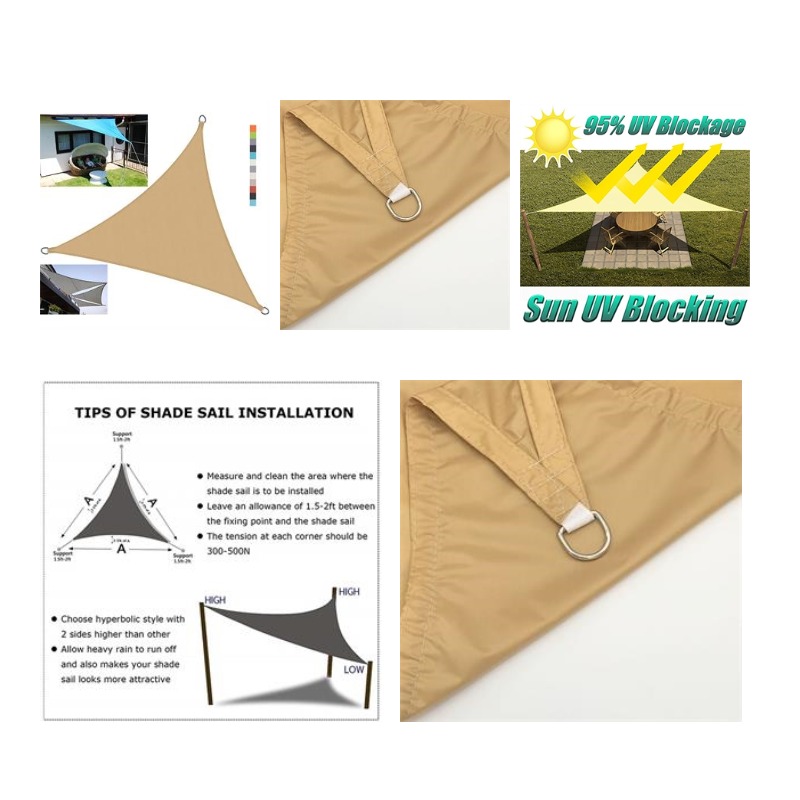 95% UV Blockage
Sun UV Blocking
TIPS OF SHADE SAIL INSTALLATION
Support
1.5ft-2ft
A
A
A
Support
1.5ft-2ft
Support
1.5ft-2ft
● Measure and clean the area where the
shade sail is to be installed
● Leave an allowance of 1.5-2ft between
the fixing point and the shade sail
● The tension at each corner should be
300-500N
● Choose hyperbolic style with
2 sides higher than other
● Allow heavy rain to run off
and also makes your shade
sail looks more attractive
HIGH
HIGH
LOW